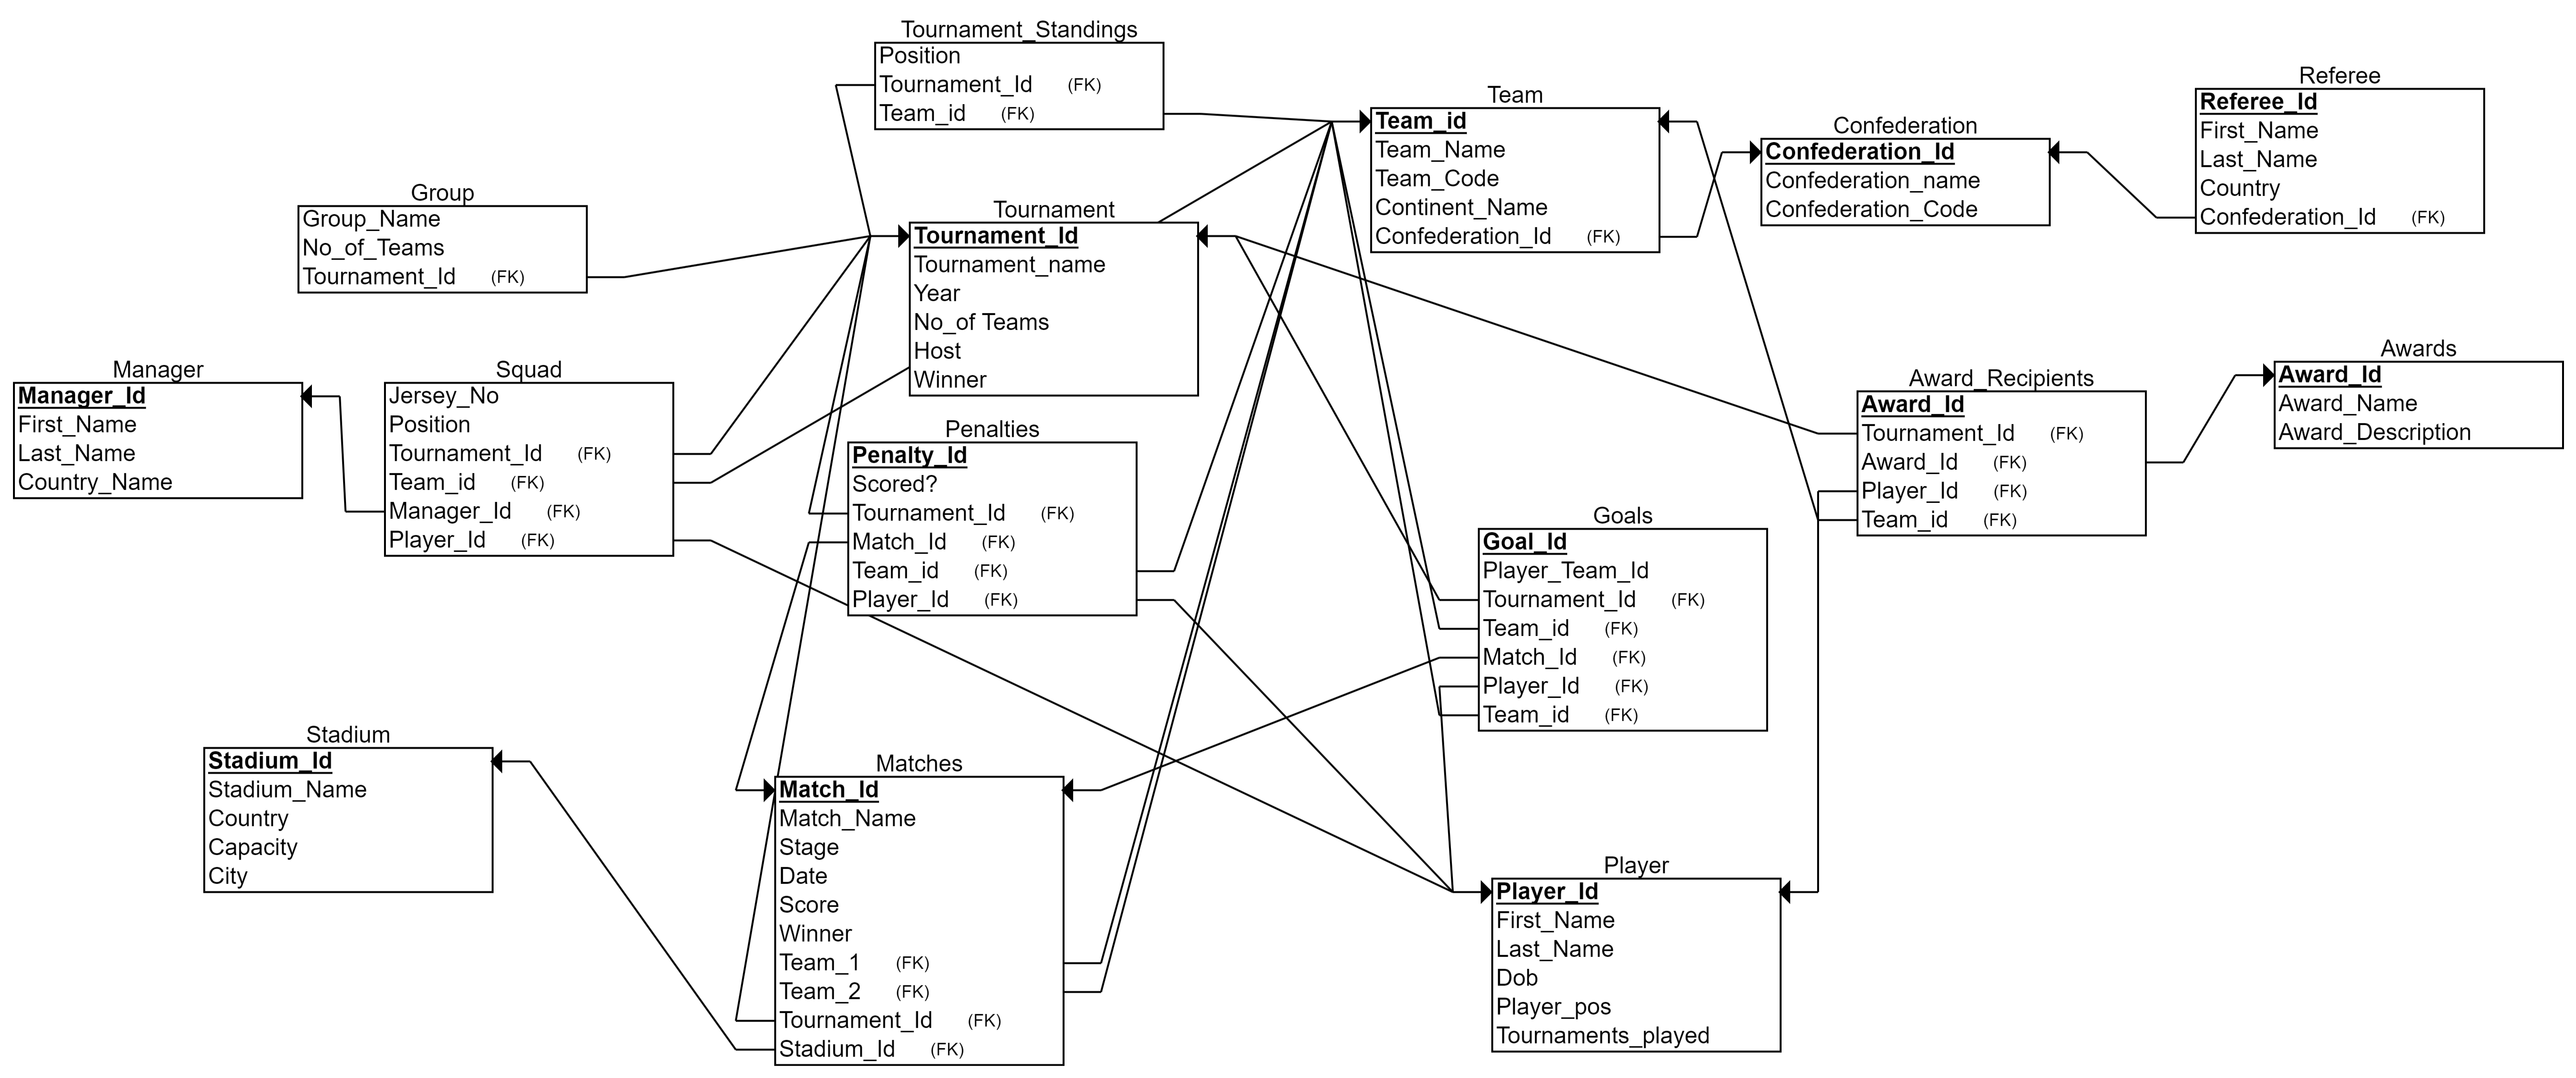 Tournament_Standings
Position
Tournament_Id (FK)
Team_id (FK)
Team
Team_id
Team_Name
Team_Code
Continent_Name
Confederation_Id (FK)
Confederation
Confederation_Id
Confederation_name
Confederation_Code
Referee
Referee_Id
First_Name
Last_Name
Country
Confederation_Id (FK)
Group
Group_Name
No_of_Teams
Tournament_Id (FK)
Tournament
Tournament_Id
Tournament_name
Year
No_of Teams
Host
Winner
Manager
Manager_Id
First_Name
Last_Name
Country_Name
Squad
Jersey_No
Position
Tournament_Id (FK)
Team_id (FK)
Manager_Id (FK)
Player_Id (FK)
Penalties
Penalty_Id
Scored?
Tournament_Id (FK)
Match_Id (FK)
Team_id (FK)
Player_Id (FK)
Goals
Goal_Id
Player_Team_Id
Tournament_Id (FK)
Team_id (FK)
Match_Id (FK)
Player_Id (FK)
Team_id (FK)
Award_Recipients
Award_Id
Tournament_Id (FK)
Award_Id (FK)
Player_Id (FK)
Team_id (FK)
Awards
Award_Id
Award_Name
Award_Description
Stadium
Stadium_Id
Stadium_Name
Country
Capacity
City
Matches
Match_Id
Match_Name
Stage
Date
Score
Winner
Team_1 (FK)
Team_2 (FK)
Tournament_Id (FK)
Stadium_Id (FK)
Player
Player_Id
First_Name
Last_Name
Dob
Player_pos
Tournaments_played